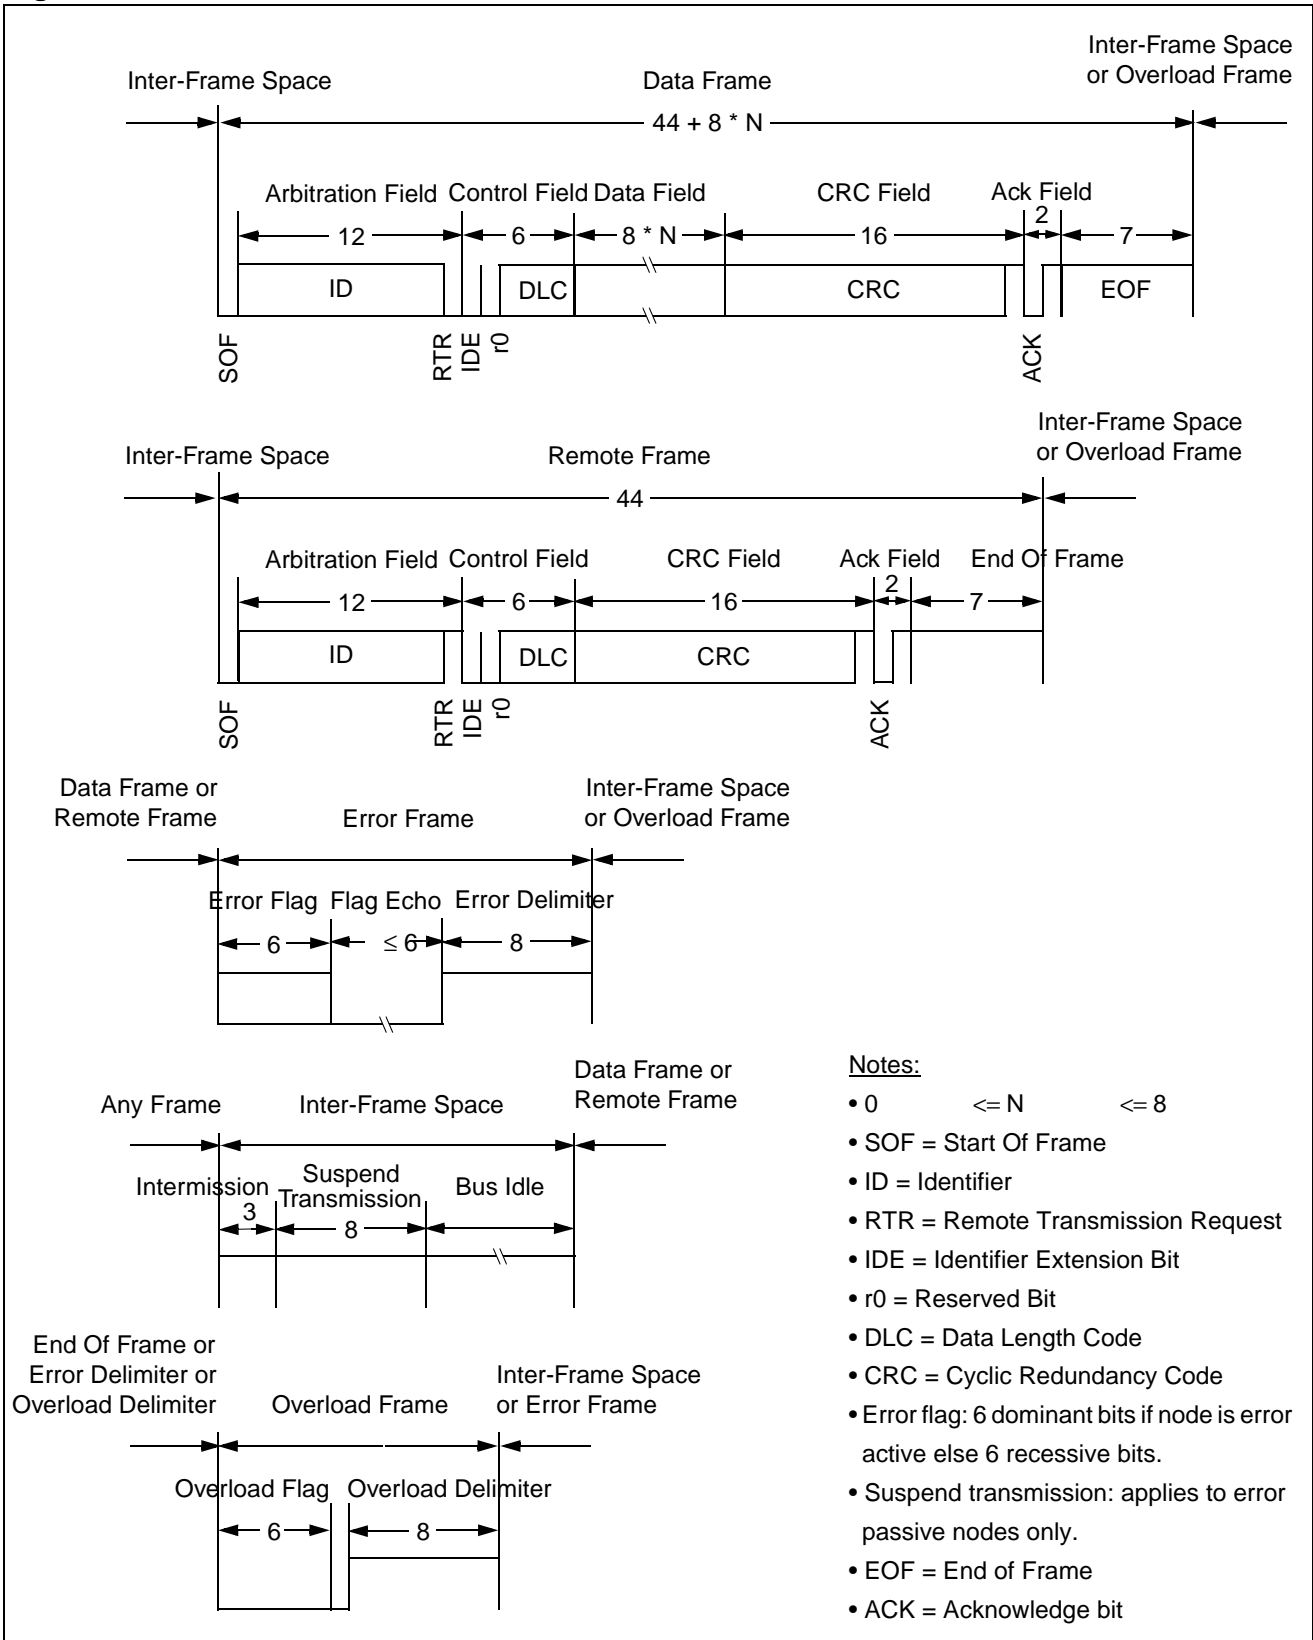 Inter-Frame Space
Data Frame
Inter-Frame Space
or Overload Frame
44 + 8 * N
Arbitration Field
Control Field
Data Field
CRC Field
Ack Field
12
6
8 * N
16
2
7
ID
DLC
CRC
EOF
SOF
RTR
IDE
r0
ACK
Inter-Frame Space
Remote Frame
Inter-Frame Space
or Overload Frame
44
Arbitration Field
Control Field
CRC Field
Ack Field
End Of Frame
12
6
16
2
7
ID
DLC
CRC
SOF
RTR
IDE
r0
ACK
Data Frame or
Remote Frame
Error Frame
Inter-Frame Space
or Overload Frame
Error Flag
Flag Echo
Error Delimiter
6
≤ 6
8
Any Frame
Inter-Frame Space
Data Frame or
Remote Frame
Intermission
Suspend
Transmission
Bus Idle
3
8
End Of Frame or
Error Delimiter or
Overload Delimiter
Overload Frame
Inter-Frame Space
or Error Frame
Overload Flag
Overload Delimiter
6
8
Notes:
• 0 <= N <= 8
• SOF = Start Of Frame
• ID = Identifier
• RTR = Remote Transmission Request
• IDE = Identifier Extension Bit
• r0 = Reserved Bit
• DLC = Data Length Code
• CRC = Cyclic Redundancy Code
• Error flag: 6 dominant bits if node is error
active else 6 recessive bits.
• Suspend transmission: applies to error
passive nodes only.
• EOF = End of Frame
• ACK = Acknowledge bit